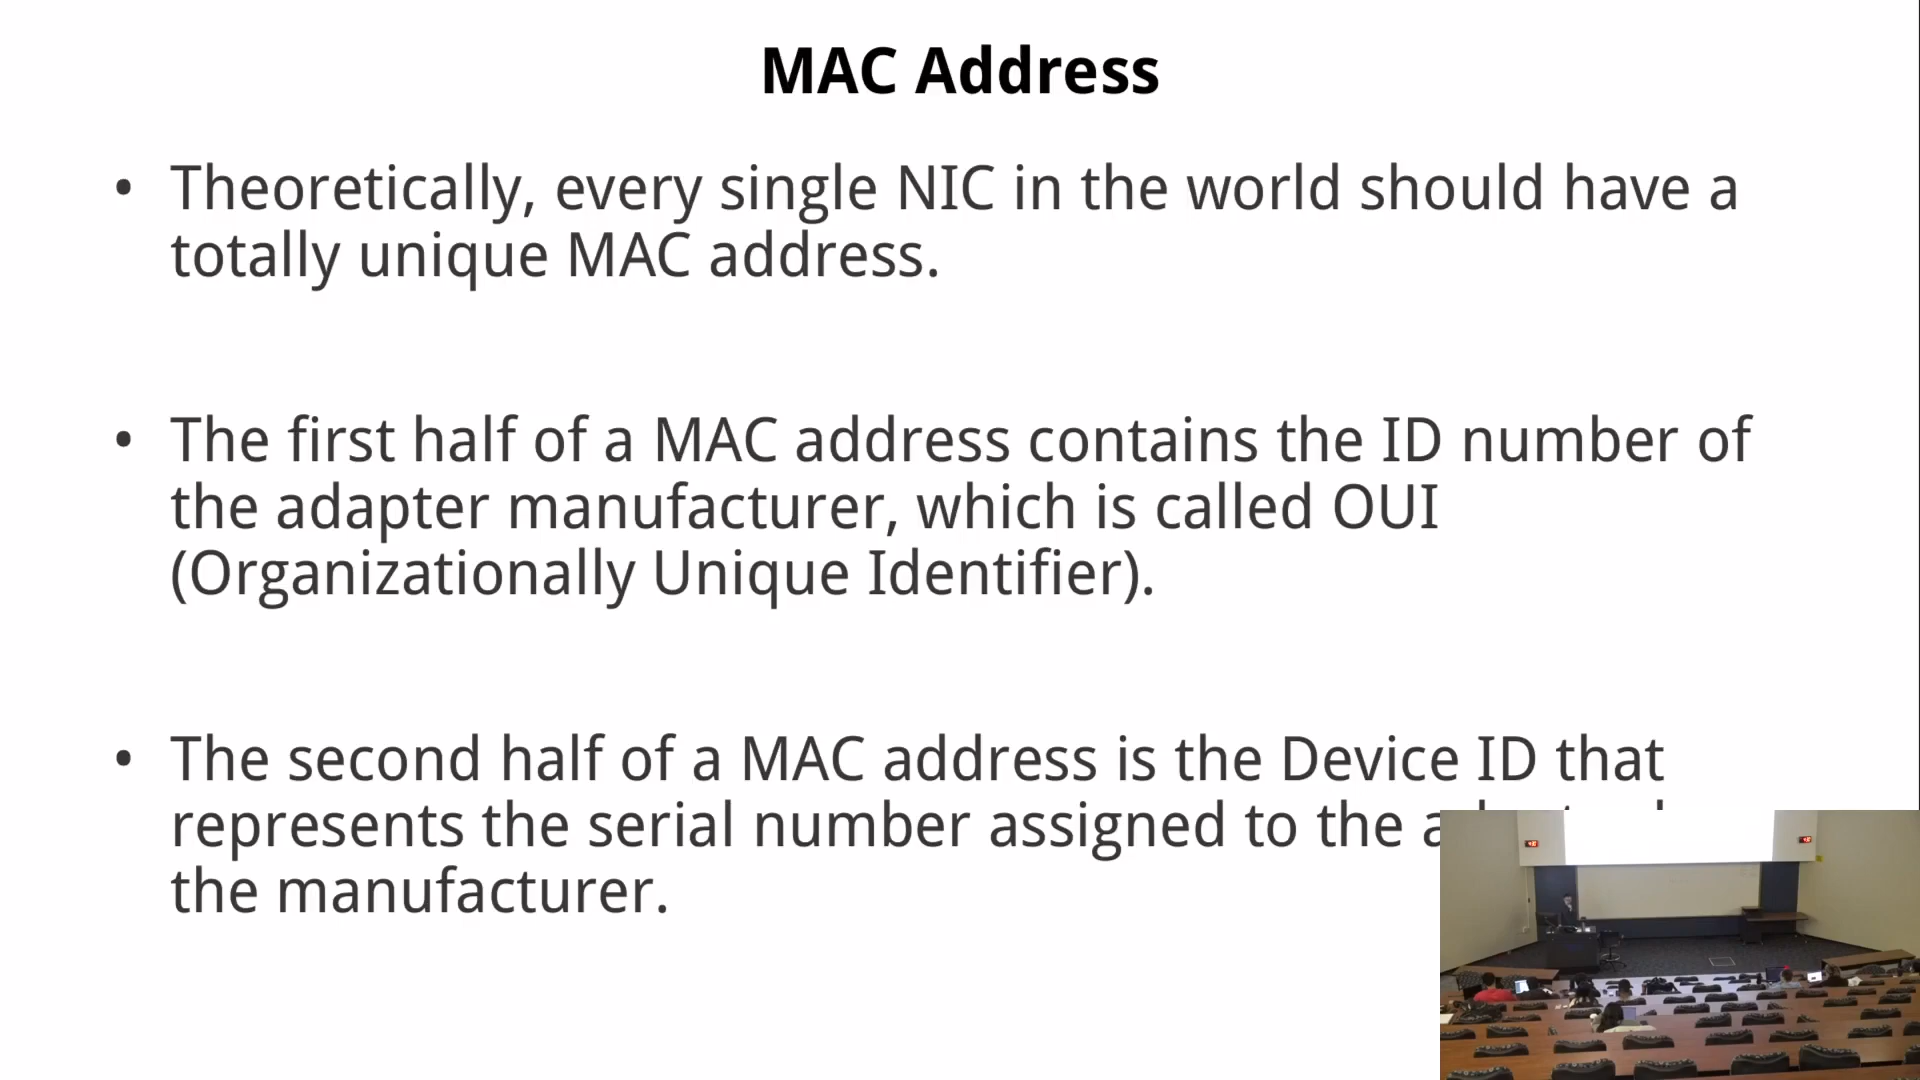 MAC Address
• Theoretically, every single NIC in the world should have a
totally unique MAC address.
• The first half of a MAC address contains the ID number of
the adapter manufacturer, which is called OUI
(Organizationally Unique Identifier).
• The second half of a MAC address is the Device ID that
represents the serial number assigned to the
the manufacturer.